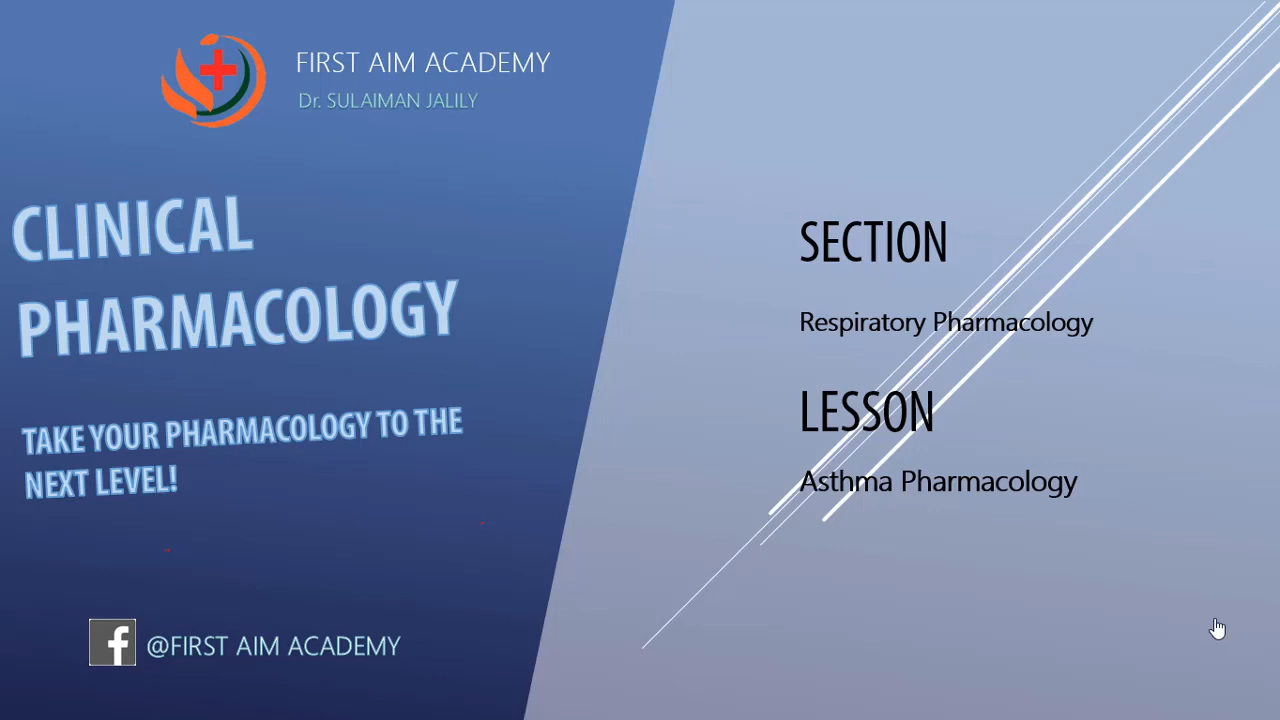 FIRST AIM ACADEMY
Dr. SULAIMAN JALILY
CLINICAL
PHARMACOLOGY
TAKE YOUR PHARMACOLOGY TO THE
NEXT LEVEL!
f @FIRST AIM ACADEMY
SECTION
Respiratory Pharmacology
LESSON
Asthma Pharmacology